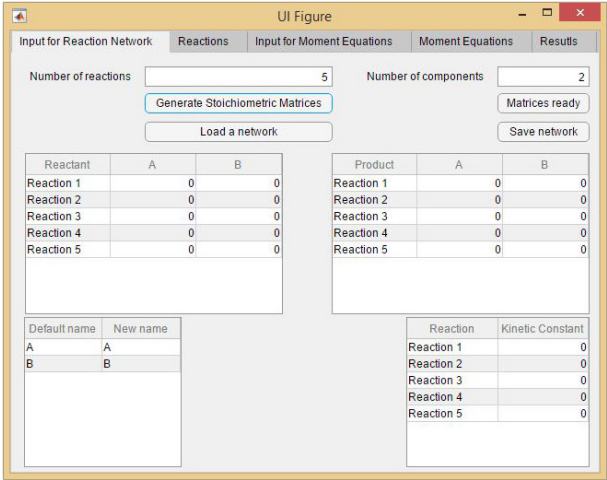 UI Figure
Input for Reaction Network Reactions Input for Moment Equations Moment Equations Resutls
Number of reactions 5 Number of components 2
Generate Stoichiometric Matrices Matrices ready
Load a network Save network
Reactant A B Product A B
Reaction 1 0 0 Reaction 1 0 0
Reaction 2 0 0 Reaction 2 0 0
Reaction 3 0 0 Reaction 3 0 0
Reaction 4 0 0 Reaction 4 0 0
Reaction 5 0 0 Reaction 5 0 0
Default name New name Reaction Kinetic Constant
A A Reaction 1 0
B B Reaction 2 0
Reaction 3 0
Reaction 4 0
Reaction 5 0